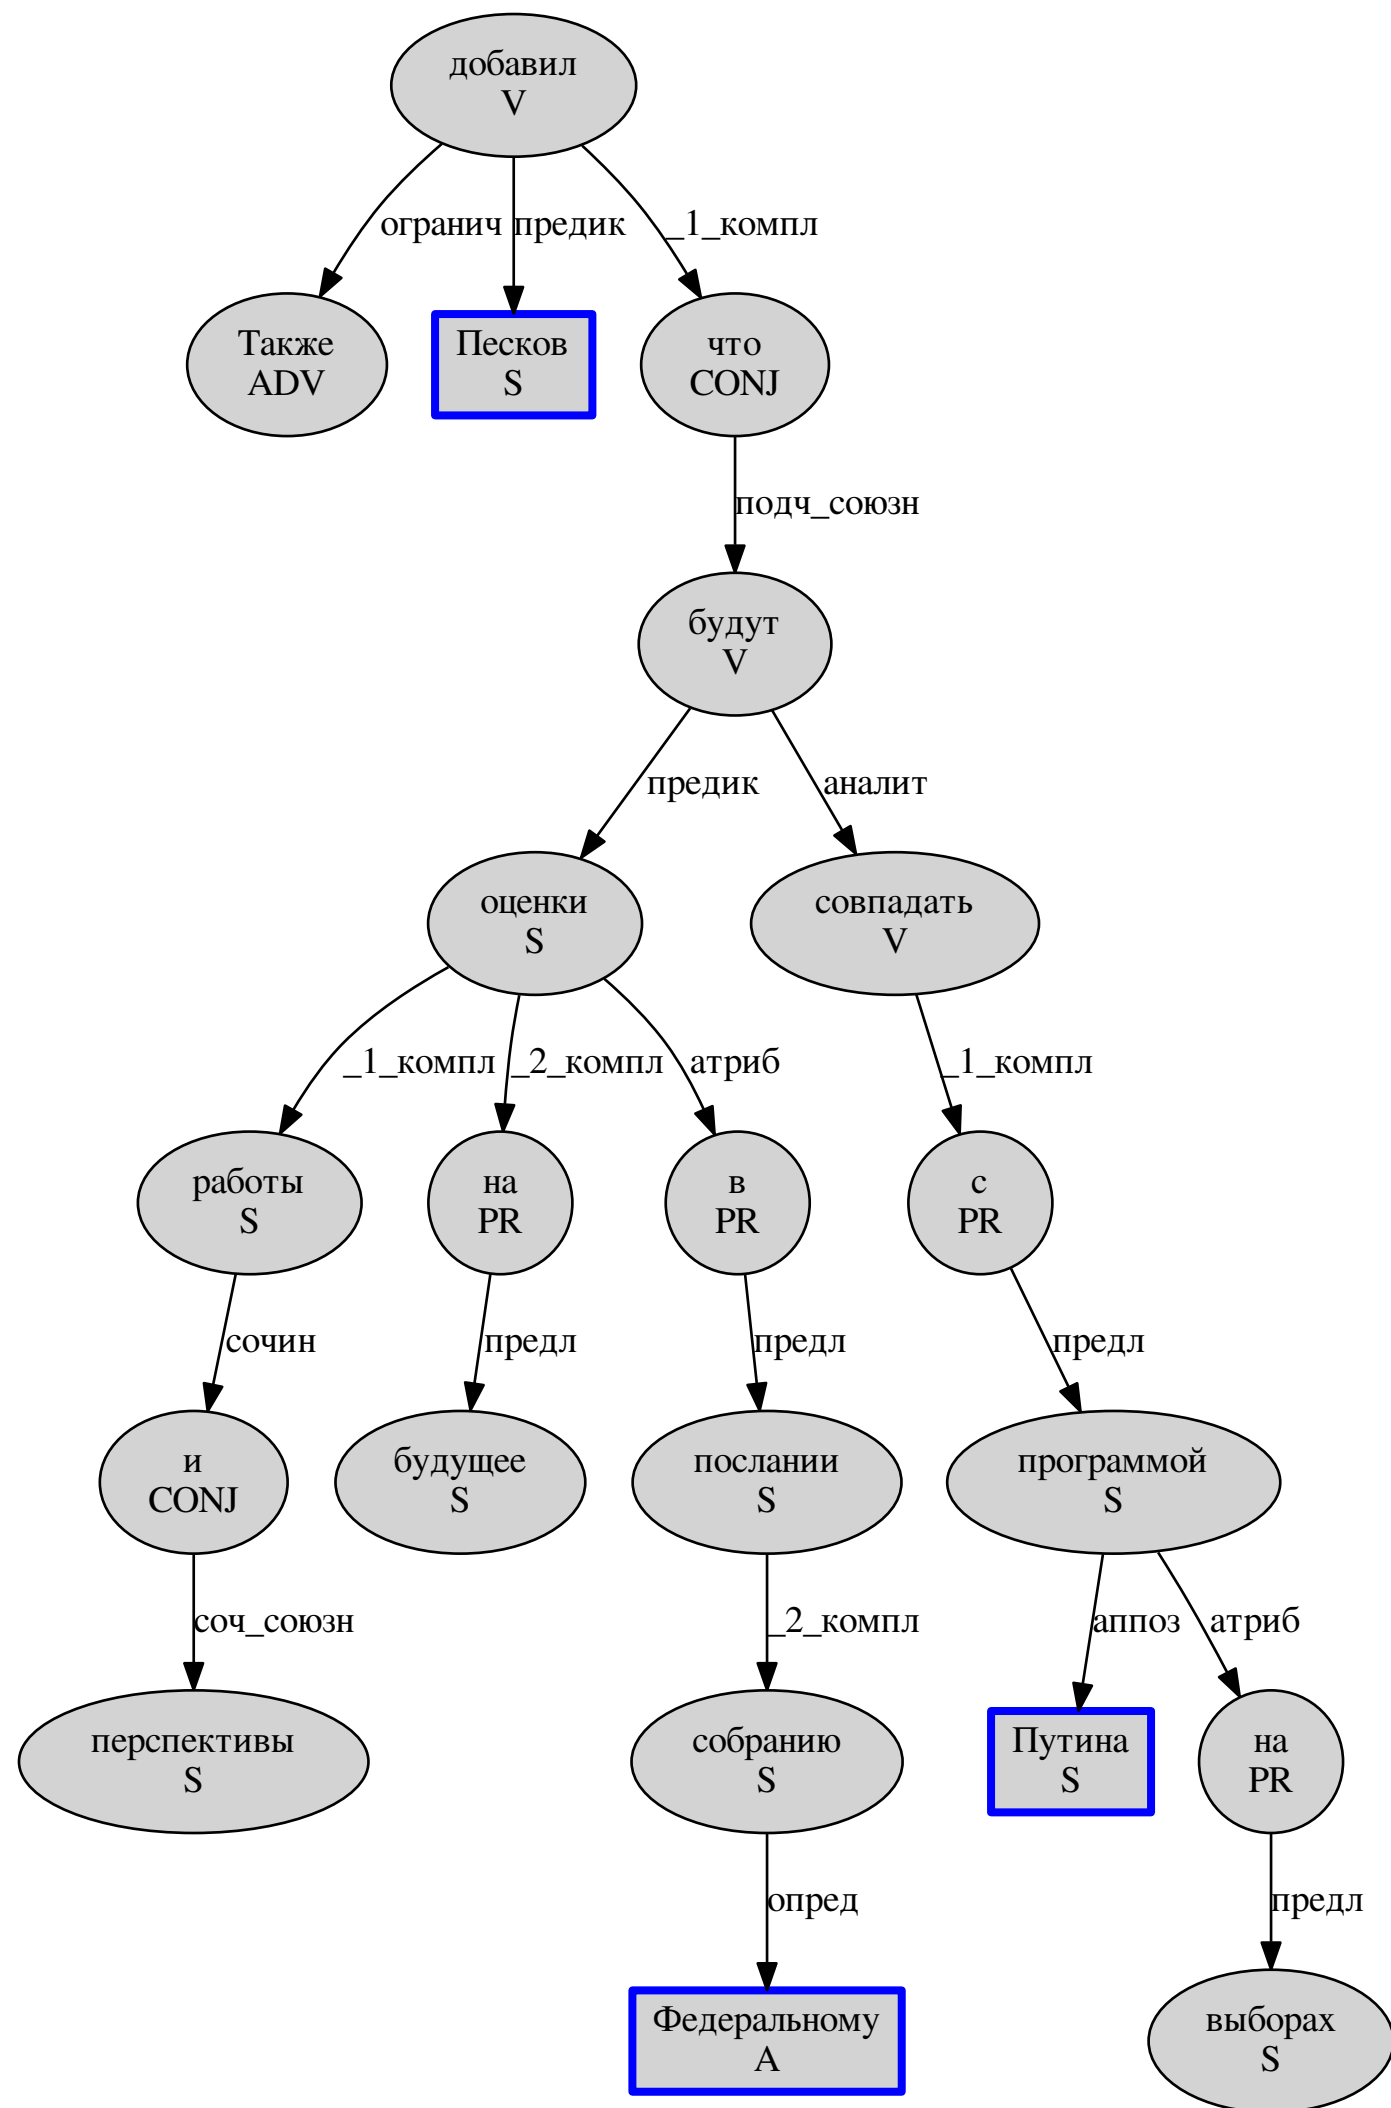 добавил
V
огранич
предик
_1_компл
Также
ADV
Песков
S
что
CONJ
подч_союзн
будут
V
предик
аналит
оценки
S
совпадать
V
_1_компл
_2_компл
атриб
_1_компл
работы
S
на
PR
в
PR
с
PR
сочин
предл
предл
предл
и
CONJ
будущее
S
послании
S
программой
S
соч_союзн
_2_компл
аппоз
атриб
перспективы
S
собранию
S
Путина
S
на
PR
опред
предл
Федеральному
A
выборах
S